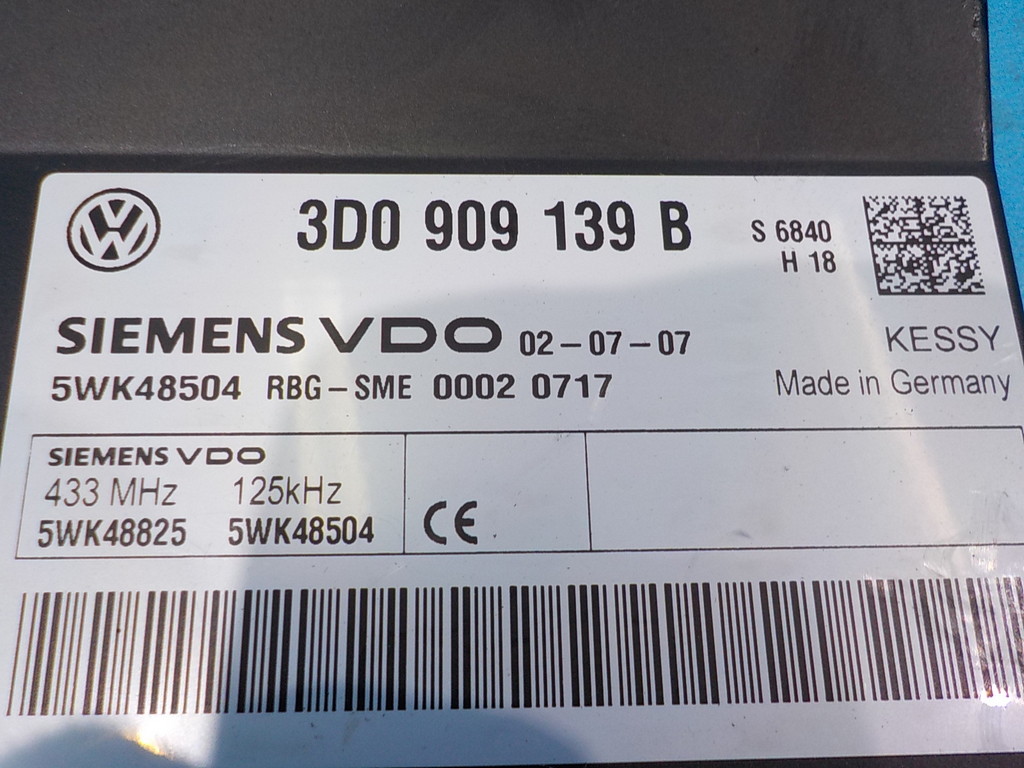 3D0 909 139 B S 6840
H 18
SIEMENS VDO 02-07-07 KESSY
5WK48504 RBG-SME 0002 0717 Made in Germany
SIEMENS VDO
433 MHz 125kHz
5WK48825 5WK48504 CE